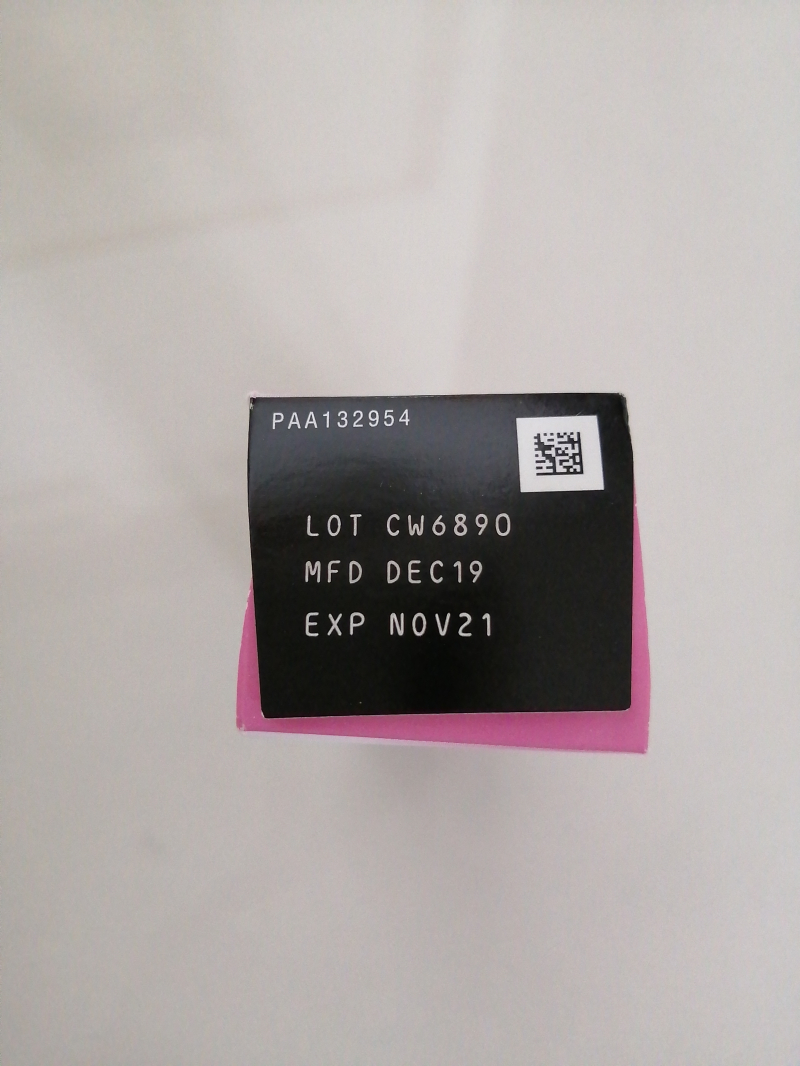 PAA132954
LOT CW6890
MFD DEC19
EXP NOV21